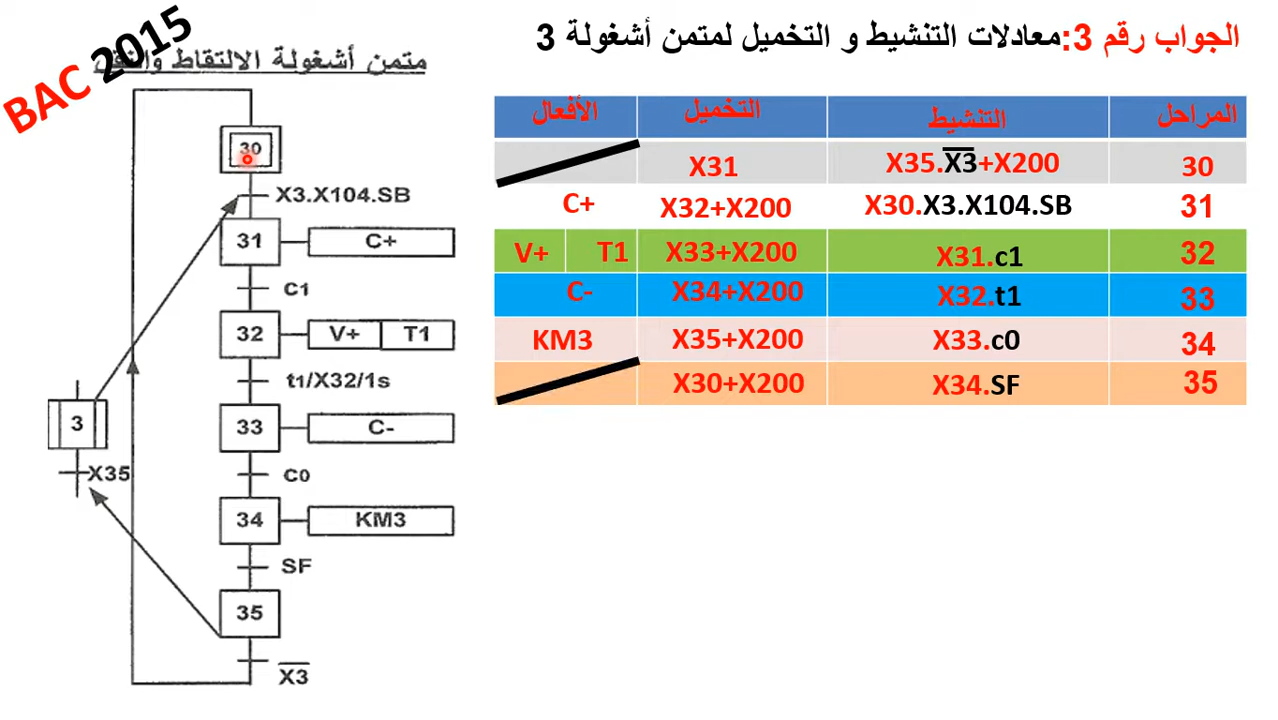 BAC 2015
الجواب رقم 3:معادلات التنشيط و التخميل لمتمن أشغولة 3
متمن أشغولة الالتقاط
30
X3.X104.SB
31 C+
C1
32 V+ T1
t1/X32/1s
33 C-
3
X35
C0
34 KM3
SF
35
X3̅
المراحل التنشيط التخميل الأفعال
30 X35.X̅3̅+X200 X31
31 X30.X3.X104.SB X32+X200 C+
32 X31.c1 X33+X200 T1 V+
33 X32.t1 X34+X200 C-
34 X33.c0 X35+X200 KM3
35 X34.SF X30+X200